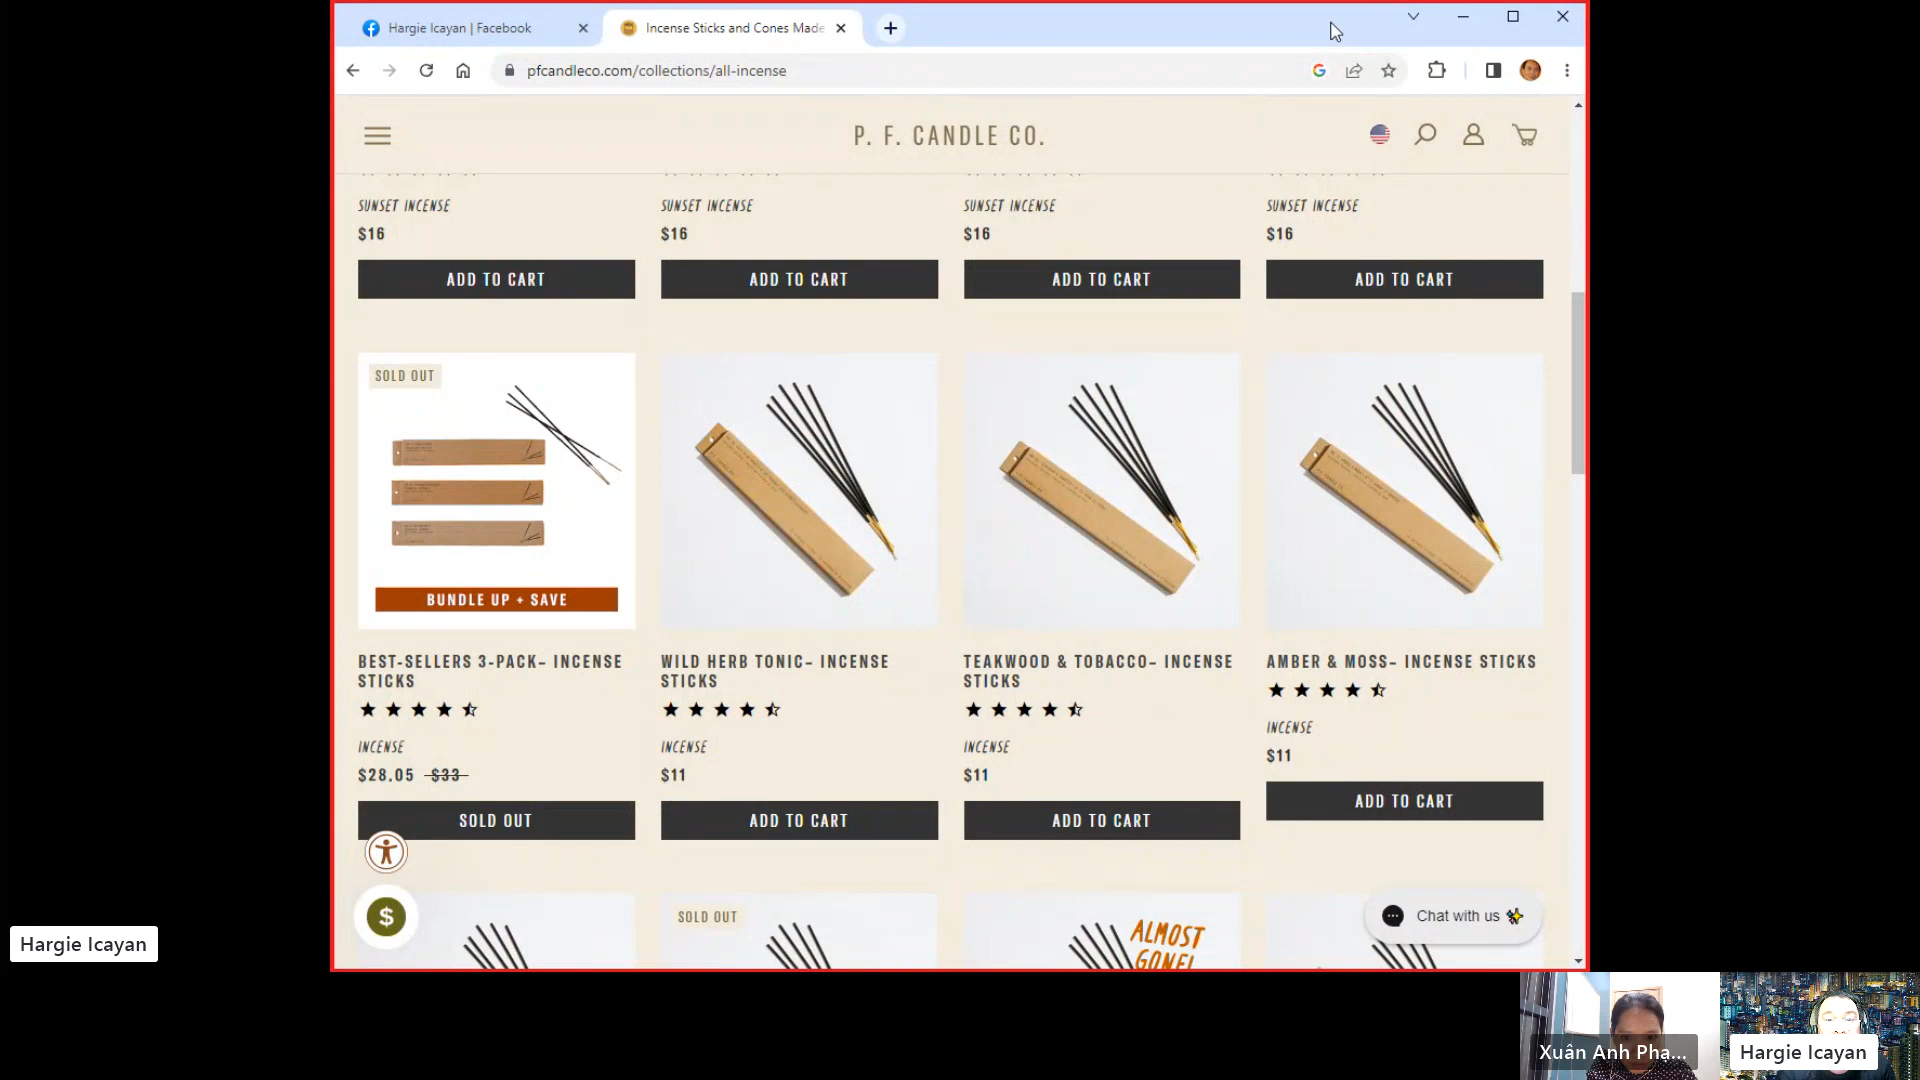 Hargie Icayan | Facebook
Incense Sticks and Cones Made
pfcandleco.com/collections/all-incense
P. F. CANDLE CO.
SUNSET INCENSE
SUNSET INCENSE
SUNSET INCENSE
SUNSET INCENSE
$16
$16
$16
$16
ADD TO CART
ADD TO CART
ADD TO CART
ADD TO CART
SOLD OUT
BUNDLE UP + SAVE
BEST-SELLERS 3-PACK– INCENSE
STICKS
INCENSE
$28.05 $33
SOLD OUT
WILD HERB TONIC– INCENSE
STICKS
INCENSE
$11
ADD TO CART
TEAKWOOD & TOBACCO– INCENSE
STICKS
INCENSE
$11
ADD TO CART
AMBER & MOSS– INCENSE STICKS
INCENSE
$11
ADD TO CART
$
SOLD OUT
ALMOST
GONE!
Chat with us ✨
Hargie Icayan
Xuân Anh Phạ...
Hargie Icayan